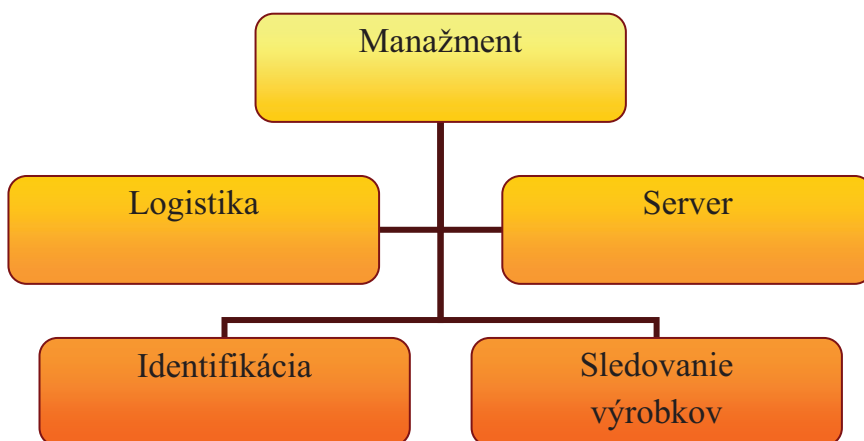 Manažment
Logistika
Server
Identifikácia
Sledovanie
výrobkov